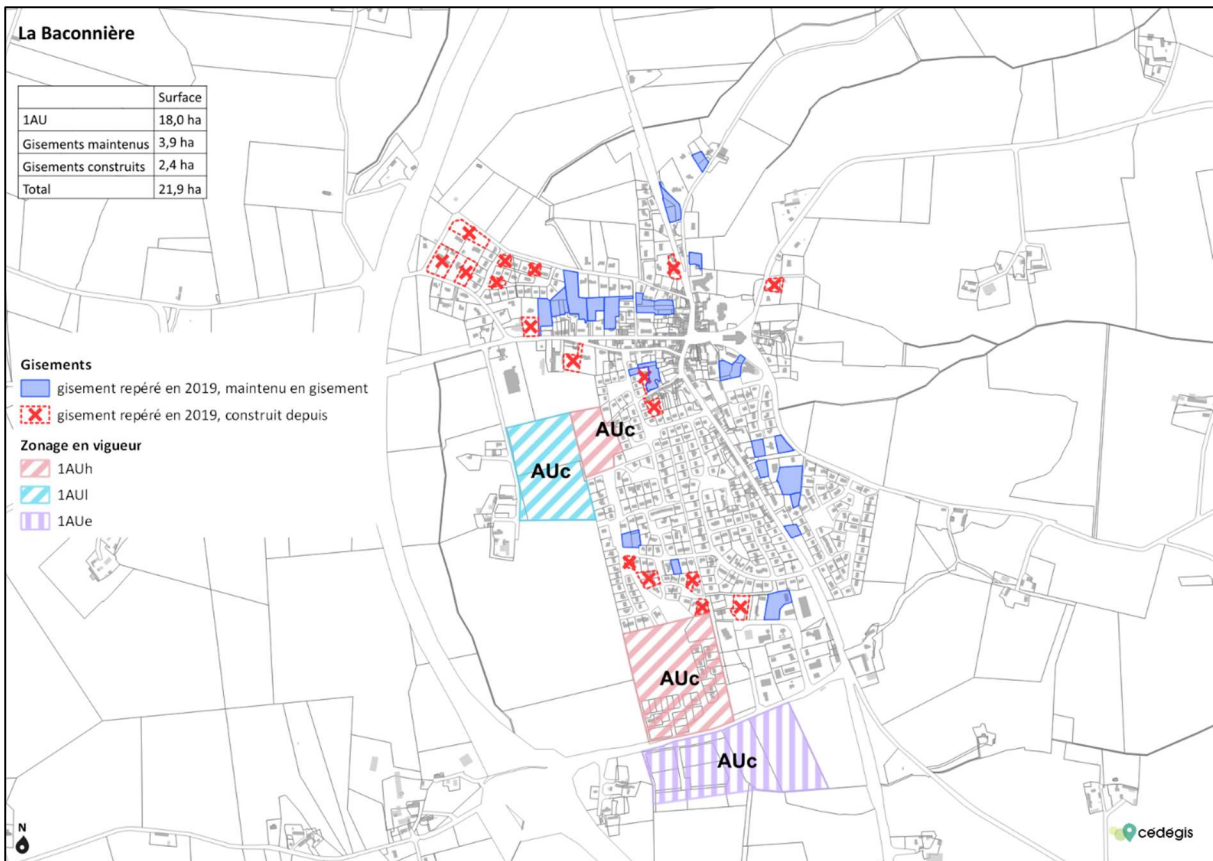 La Baconnière
Surface
1AU 18,0 ha
Gisements maintenus 3,9 ha
Gisements construits 2,4 ha
Total 21,9 ha
Gisements
gisement repéré en 2019, maintenu en gisement
gisement repéré en 2019, construit depuis
Zonage en vigueur
1AUh
1AUl
1AUe
AUc
AUc
AUc
AUc
N
cedegis